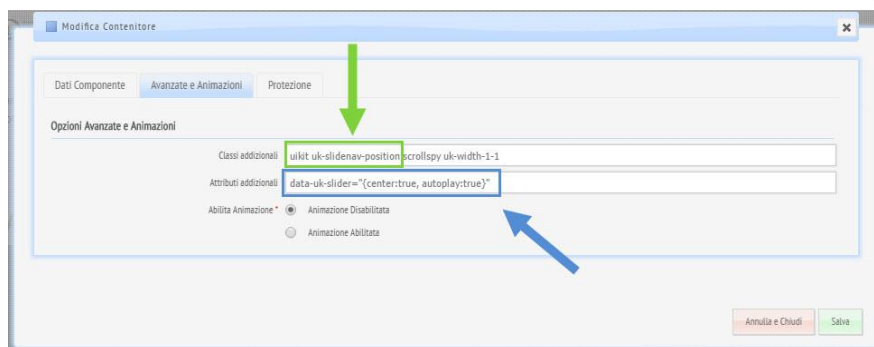 Modifica Contenitore
Dati Componente Avanzate e Animazioni Protezione
Opzioni Avanzate e Animazioni
Classi addizionali uikit uk-slidenav-position scrollspy uk-width-1-1
Attributi addizionali data-uk-slider="{center:true, autoplay:true}"
Abilita Animazione * Animazione Disabilitata
Animazione Abilitata
Annulla e Chiudi Salva